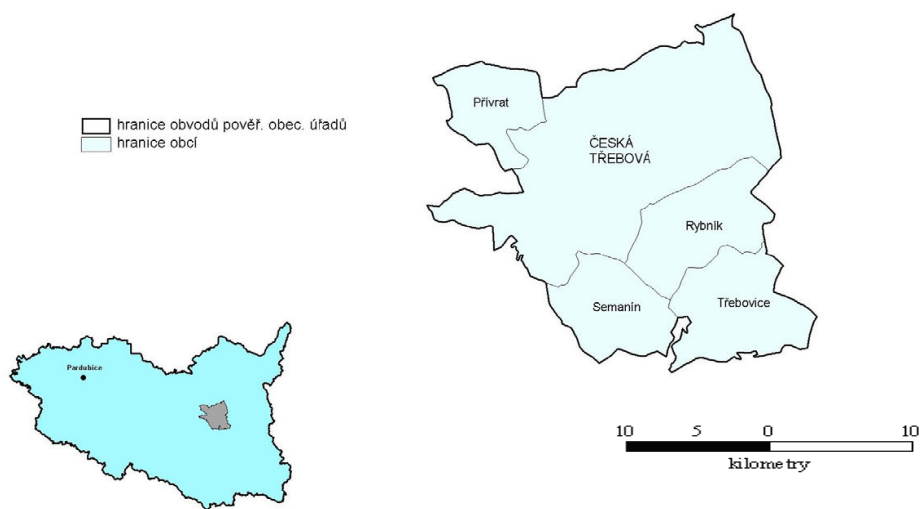 Přívrat
hranice obvodů pověř. obec. úřadů
hranice obcí
ČESKÁ
TŘEBOVÁ
Rybník
Semanín
Třebovice
Pardubice
10 5 0 10
kilometry